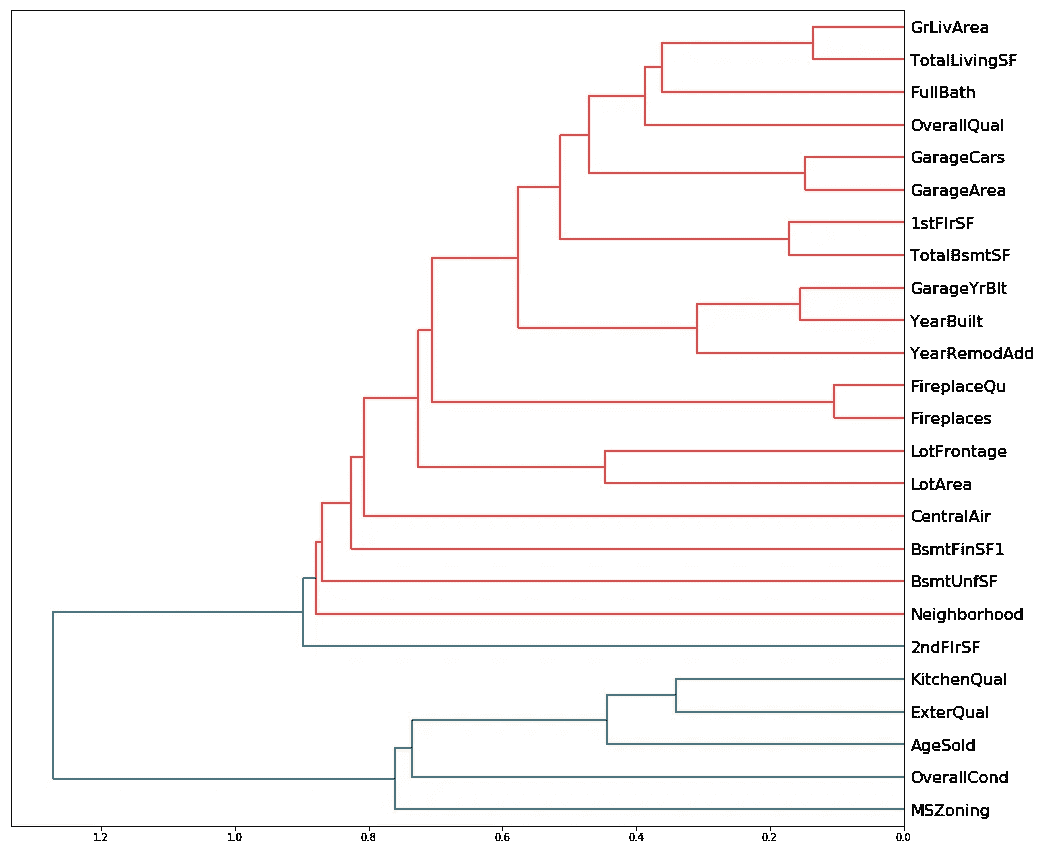 GrLivArea
TotalLivingSF
FullBath
OverallQual
GarageCars
GarageArea
1stFlrSF
TotalBsmtSF
GarageYrBlt
YearBuilt
YearRemodAdd
FireplaceQu
Fireplaces
LotFrontage
LotArea
CentralAir
BsmtFinSF1
BsmtUnfSF
Neighborhood
2ndFlrSF
KitchenQual
ExterQual
AgeSold
OverallCond
MSZoning
1.2 1.0 0.8 0.6 0.4 0.2 0.0